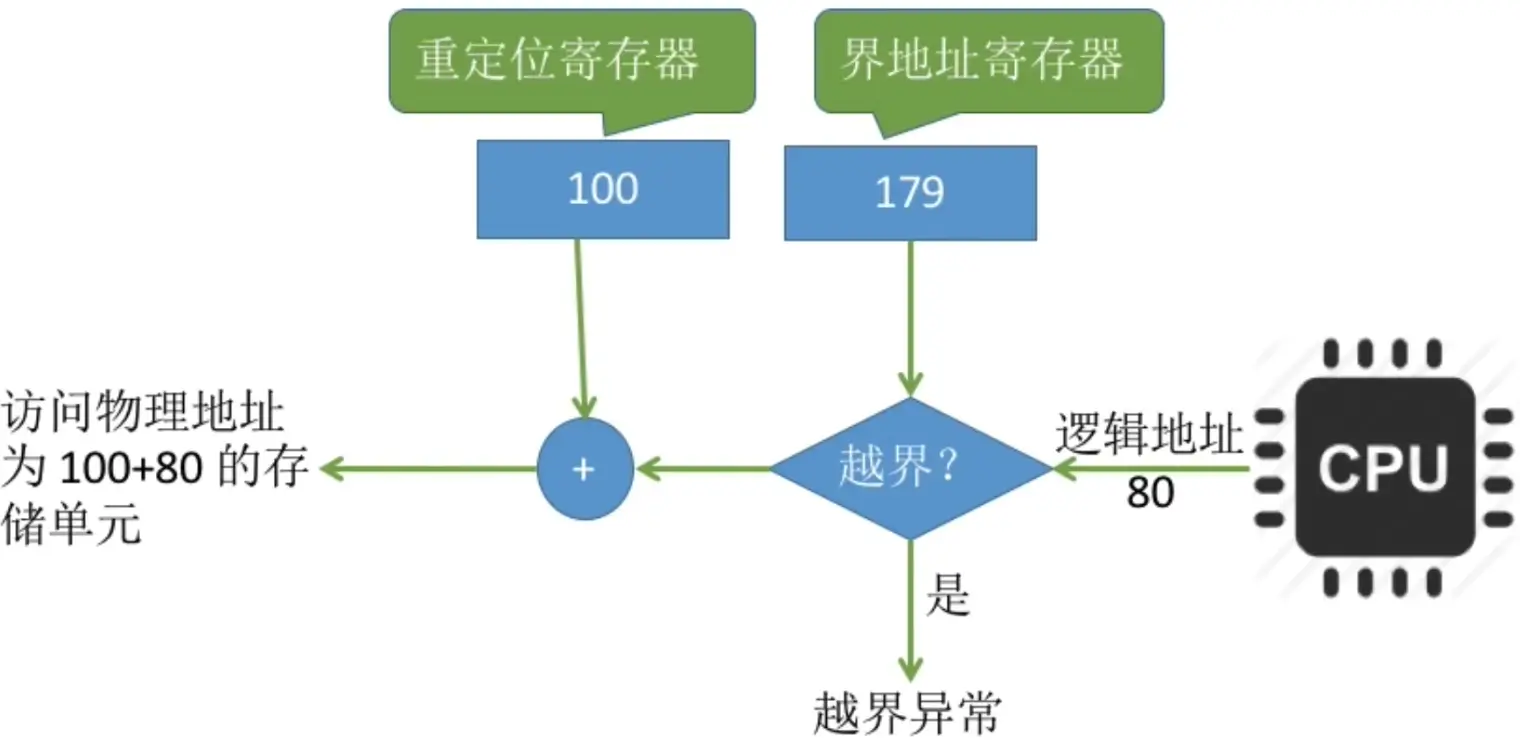 重定位寄存器
界地址寄存器
100
179
访问物理地址
为 100+80 的存
储单元
+
越界?
逻辑地址
80
CPU
是
越界异常